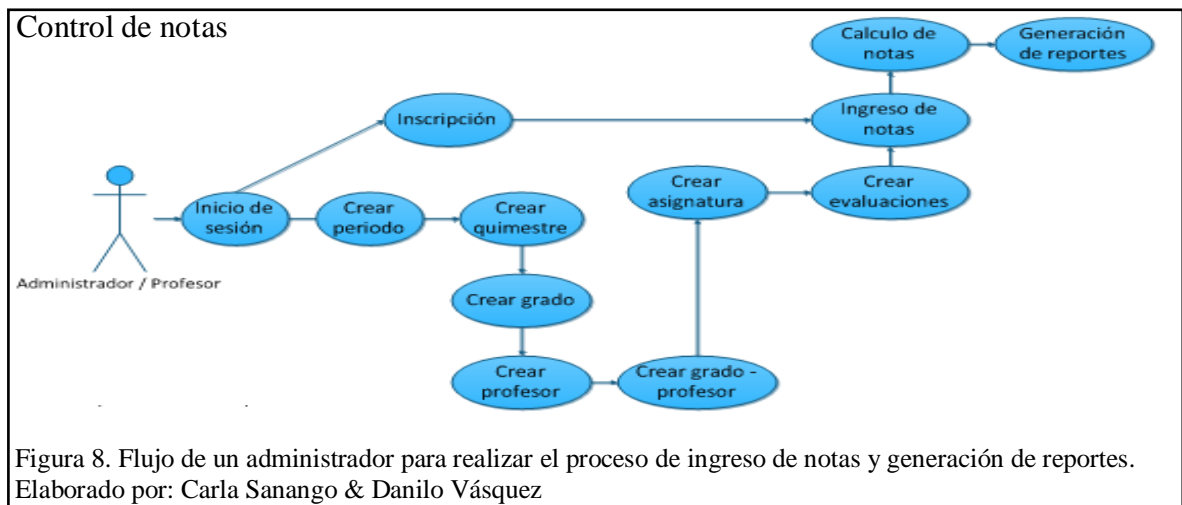 Control de notas
Calculo de
notas
Generación
de reportes
Inscripción
Ingreso de
notas
Crear
asignatura
Crear
evaluaciones
Inicio de
sesión
Crear
periodo
Crear
quimestre
Administrador / Profesor
Crear grado
Crear
profesor
Crear grado -
profesor
Figura 8. Flujo de un administrador para realizar el proceso de ingreso de notas y generación de reportes.
Elaborado por: Carla Sanango & Danilo Vásquez